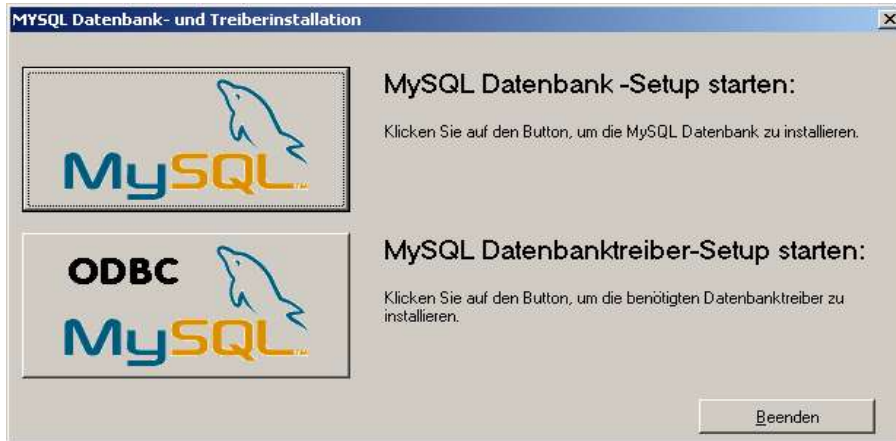 MYSQL Datenbank- und Treiberinstallation
MySQL
MySQL Datenbank -Setup starten:
Klicken Sie auf den Button, um die MySQL Datenbank zu installieren.
ODBC
MySQL
MySQL Datenbanktreiber-Setup starten:
Klicken Sie auf den Button, um die benötigten Datenbanktreiber zu
installieren.
Beenden